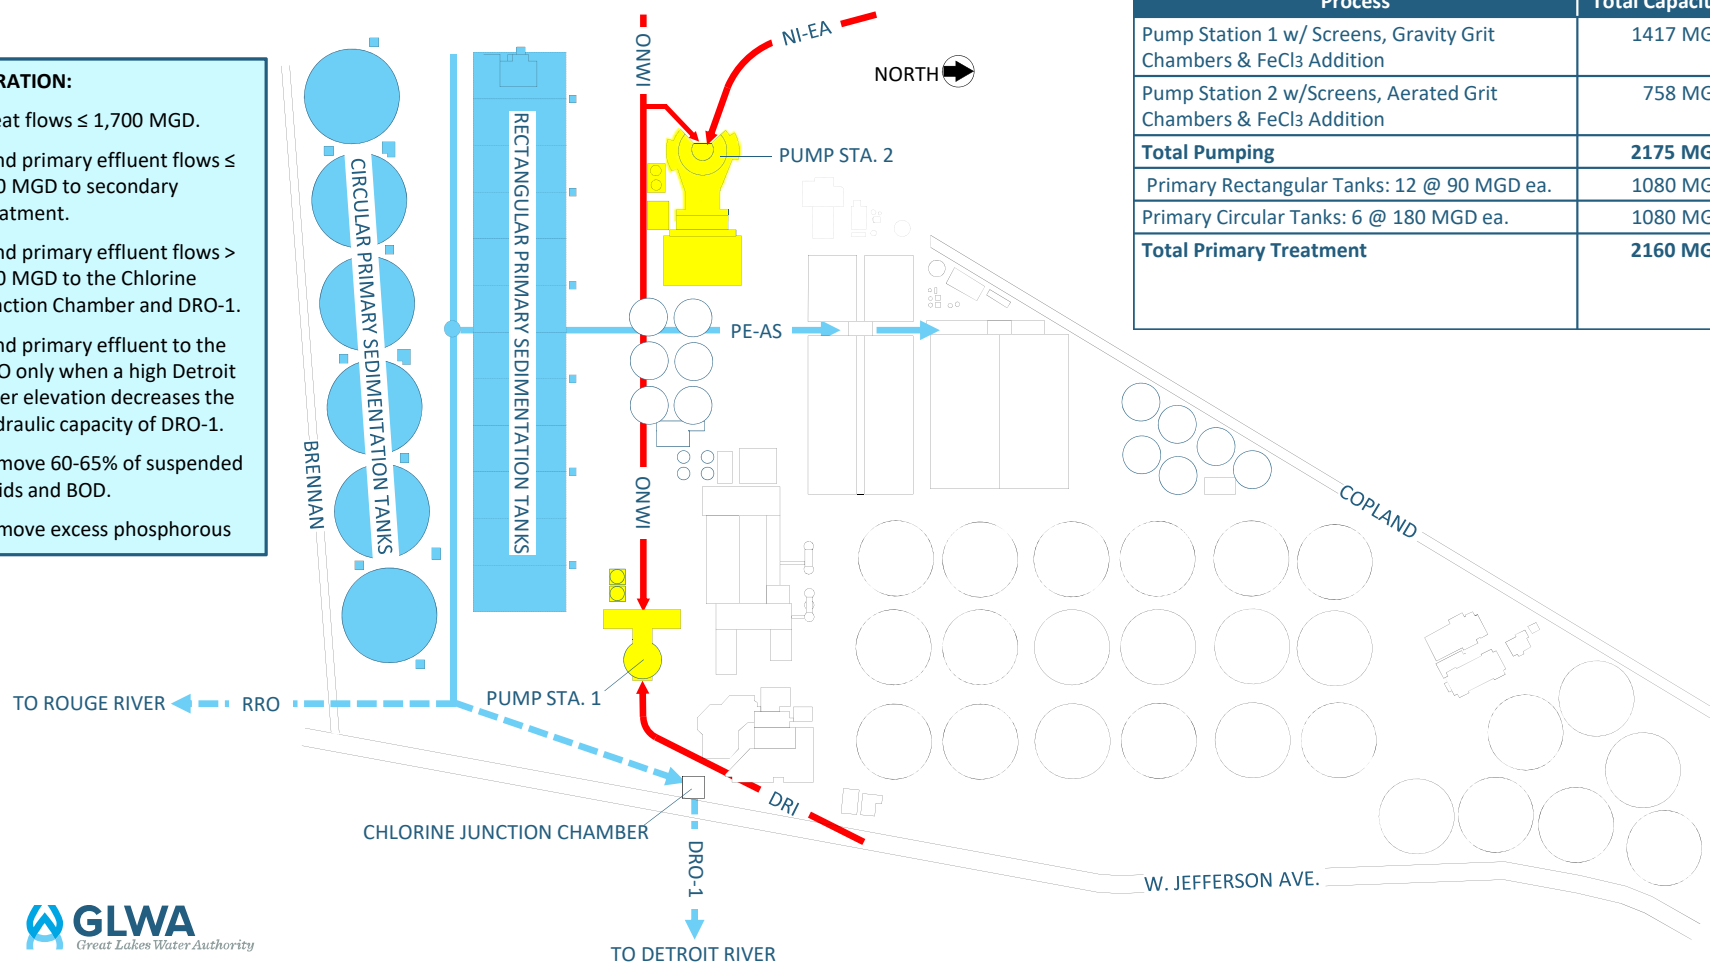 RATION:
eat flows ≤ 1,700 MGD.
nd primary effluent flows ≤
0 MGD to secondary
eatment.
nd primary effluent flows >
0 MGD to the Chlorine
nction Chamber and DRO-1.
nd primary effluent to the
O only when a high Detroit
er elevation decreases the
draulic capacity of DRO-1.
move 60-65% of suspended
ids and BOD.
move excess phosphorous
Process Total Capacit
Pump Station 1 w/ Screens, Gravity Grit 1417 MG
Chambers & FeCl3 Addition
Pump Station 2 w/Screens, Aerated Grit 758 MG
Chambers & FeCl3 Addition
Total Pumping 2175 MG
Primary Rectangular Tanks: 12 @ 90 MGD ea. 1080 MG
Primary Circular Tanks: 6 @ 180 MGD ea. 1080 MG
Total Primary Treatment 2160 MG
ONWI
NI-EA
NORTH
PUMP STA. 2
CIRCULAR PRIMARY SEDIMENTATION TANKS
RECTANGULAR PRIMARY SEDIMENTATION TANKS
PE-AS
BRENNAN
ONWI
COPLAND
TO ROUGE RIVER
RRO
PUMP STA. 1
DRI
CHLORINE JUNCTION CHAMBER
DRO-1
W. JEFFERSON AVE.
TO DETROIT RIVER
GLWA
Great Lakes Water Authority